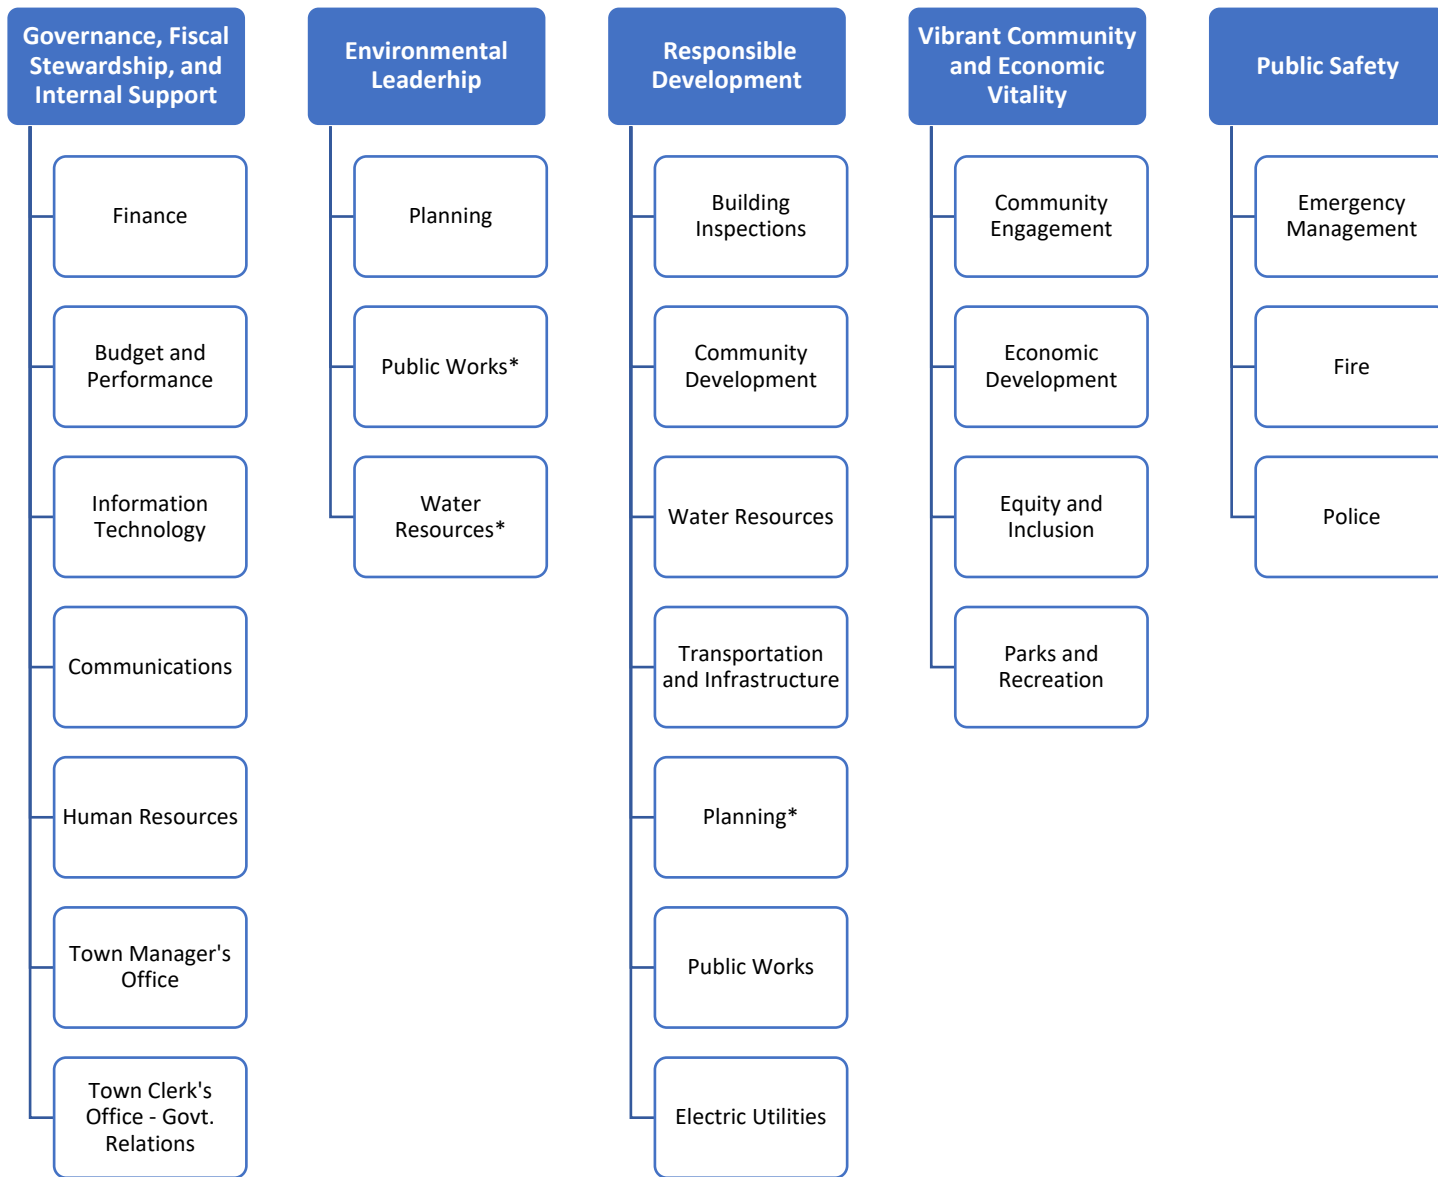 Governance, Fiscal
Stewardship, and
Internal Support
Finance
Budget and
Performance
Information
Technology
Communications
Human Resources
Town Manager's
Office
Town Clerk's
Office - Govt.
Relations
Environmental
Leaderhip
Planning
Public Works*
Water
Resources*
Responsible
Development
Building
Inspections
Community
Development
Water Resources
Transportation
and Infrastructure
Planning*
Public Works
Electric Utilities
Vibrant Community
and Economic
Vitality
Community
Engagement
Economic
Development
Equity and
Inclusion
Parks and
Recreation
Public Safety
Emergency
Management
Fire
Police